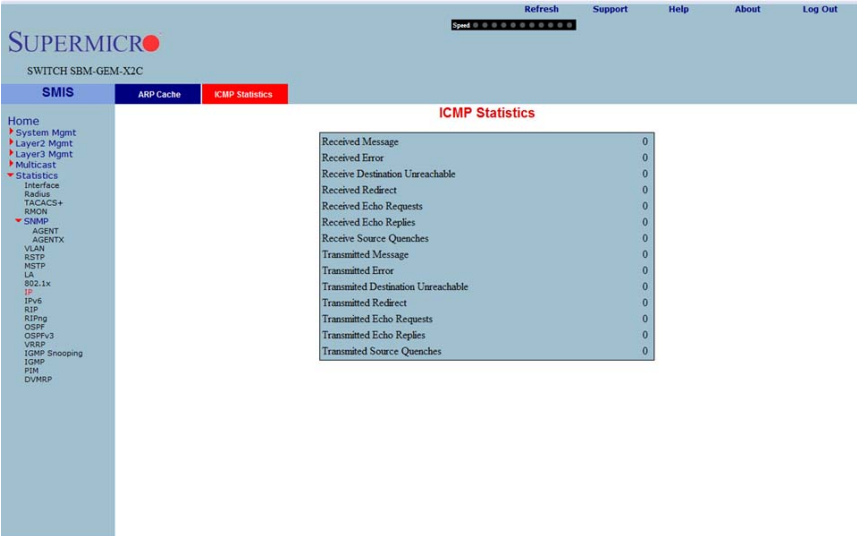 Refresh Support Help About Log Out
Speed
SUPERMICRO
SWITCH SBM-GEM-X2C
SMIS
ARP Cache
ICMP Statistics
Home
System Mgmt
Layer2 Mgmt
Layer3 Mgmt
Multicast
Statistics
Interface
Radius
TACACS+
RMON
SNMP
AGENT
AGENTX
VLAN
RSTP
MSTP
LA
802.1x
IP
IPv6
RIP
RIPng
OSPF
OSPFv3
VRRP
IGMP Snooping
IGMP
PIM
DVMRP
ICMP Statistics
Received Message 0
Received Error 0
Receive Destination Unreachable 0
Received Redirect 0
Received Echo Requests 0
Received Echo Replies 0
Receive Source Quenches 0
Transmitted Message 0
Transmitted Error 0
Transmited Destination Unreachable 0
Transmitted Redirect 0
Transmitted Echo Requests 0
Transmitted Echo Replies 0
Transmited Source Quenches 0